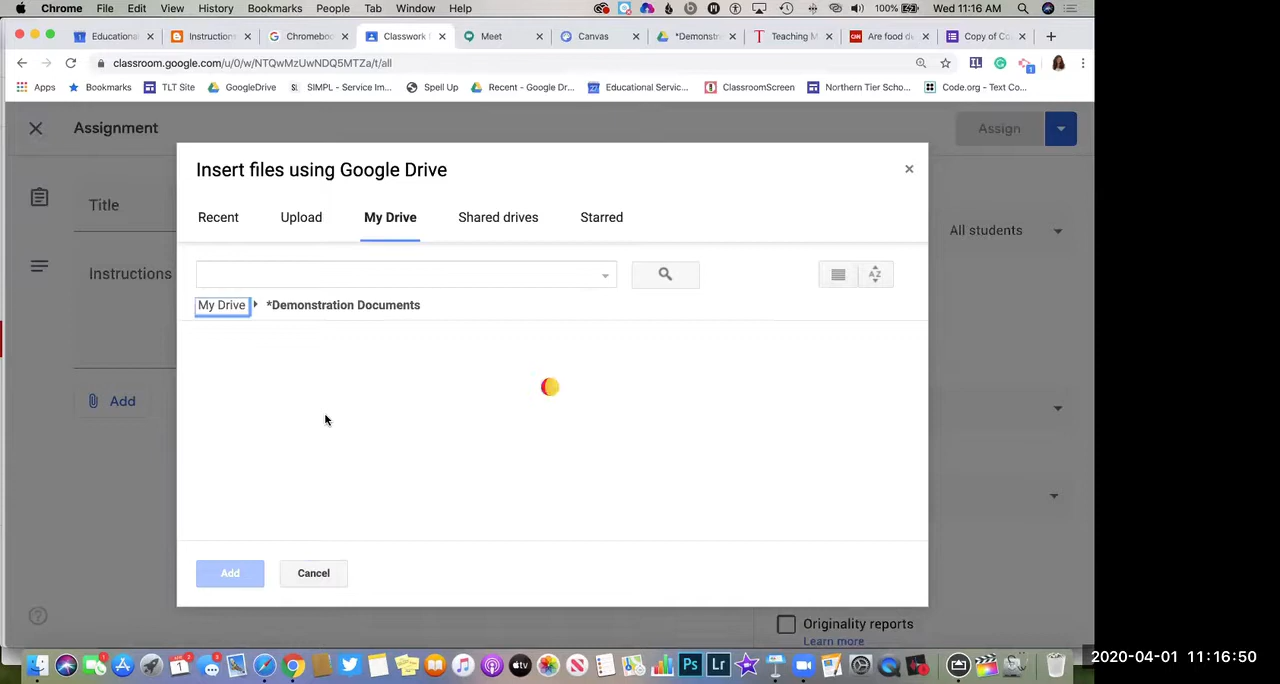 Chrome File Edit View History Bookmarks People Tab Window Help 100% Wed 11:16 AM
Educational Instruction Chromeboo Classwork Meet Canvas *Demonstr Teaching M Are food de Copy of Co
classroom.google.com/u/0/w/NTQwMzUwNDQ5MTZa/t/all
Apps Bookmarks TLT Site GoogleDrive SIMPL - Service Im... Spell Up Recent - Google Dr... Educational Servic... ClassroomScreen Northern Tier Scho... Code.org - Text Co...
Assignment Assign
Insert files using Google Drive
Title
Recent Upload My Drive Shared drives Starred
All students
Instructions
My Drive *Demonstration Documents
Add
Add Cancel
Originality reports
Learn more
2020-04-01 11:16:50